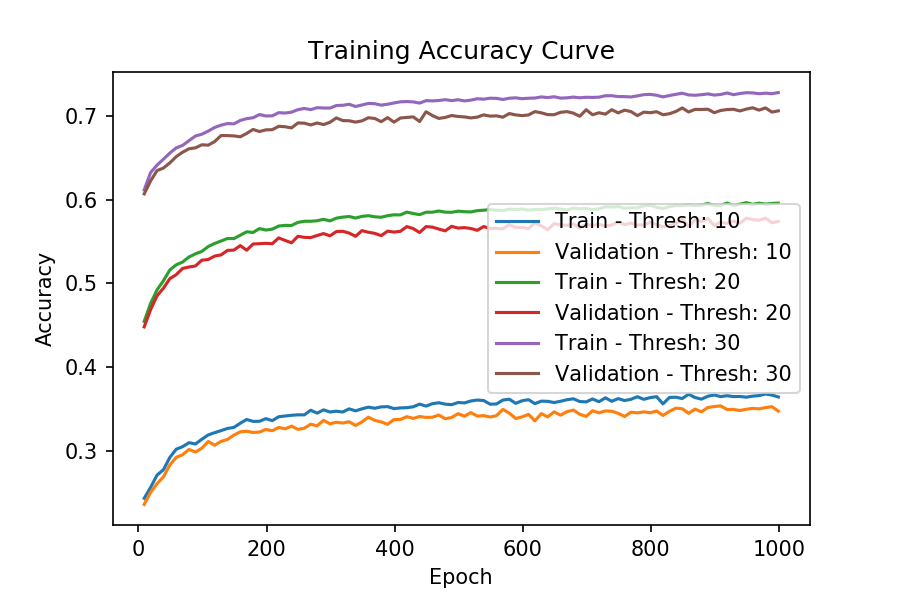 Training Accuracy Curve
Accuracy
0.7
0.6
0.5
0.4
0.3
Train - Thresh: 10
Validation - Thresh: 10
Train - Thresh: 20
Validation - Thresh: 20
Train - Thresh: 30
Validation - Thresh: 30
0 200 400 600 800 1000
Epoch